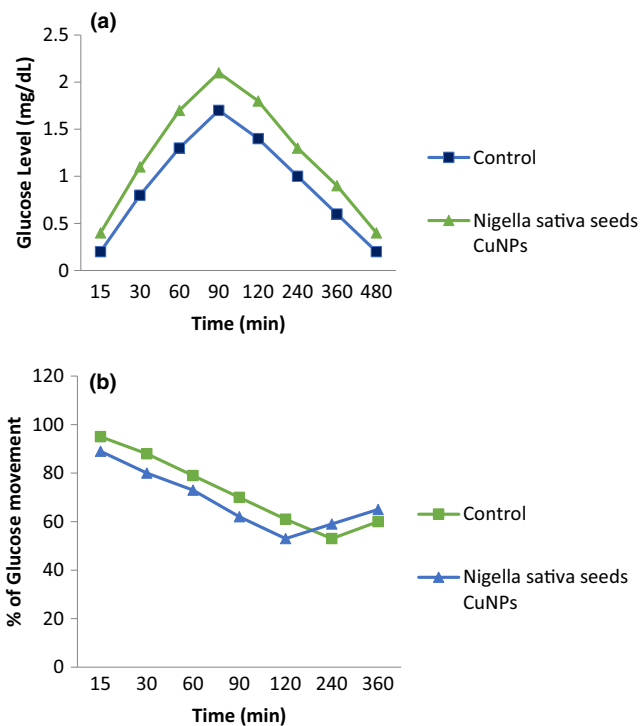 (a)
Glucose Level (mg/dL)
2.5
2
1.5
1
0.5
0
15 30 60 90 120 240 360 480
Time (min)
Control
Nigella sativa seeds
CuNPs
(b)
% of Glucose movement
120
100
80
60
40
20
0
15 30 60 90 120 240 360
Time (min)
Control
Nigella sativa seeds
CuNPs